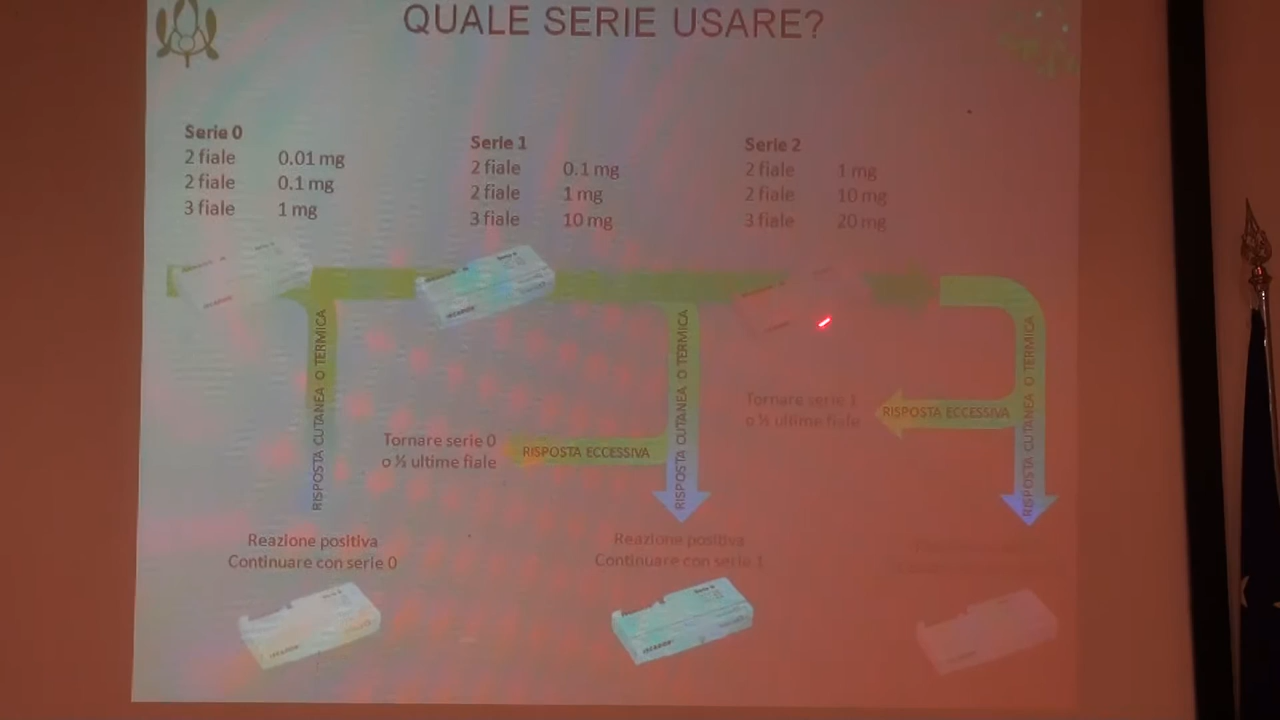 QUALE SERIE USARE?
Serie 0
2 fiale 0.01 mg
2 fiale 0.1 mg
3 fiale 1 mg
Serie 1
2 fiale 0.1 mg
2 fiale 1 mg
3 fiale 10 mg
Serie 2
2 fiale 1 mg
2 fiale 10 mg
3 fiale 20 mg
RISPOSTA CUTANEA O TERMICA
RISPOSTA CUTANEA O TERMICA
RISPOSTA CUTANEA O TERMICA
Tornare serie 0
o ½ ultime fiale
RISPOSTA ECCESSIVA
Tornare serie 1
o ½ ultime fiale
RISPOSTA ECCESSIVA
Reazione positiva
Continuare con serie 0
Reazione positiva
Continuare con serie 1
ISCADOR
ISCADOR